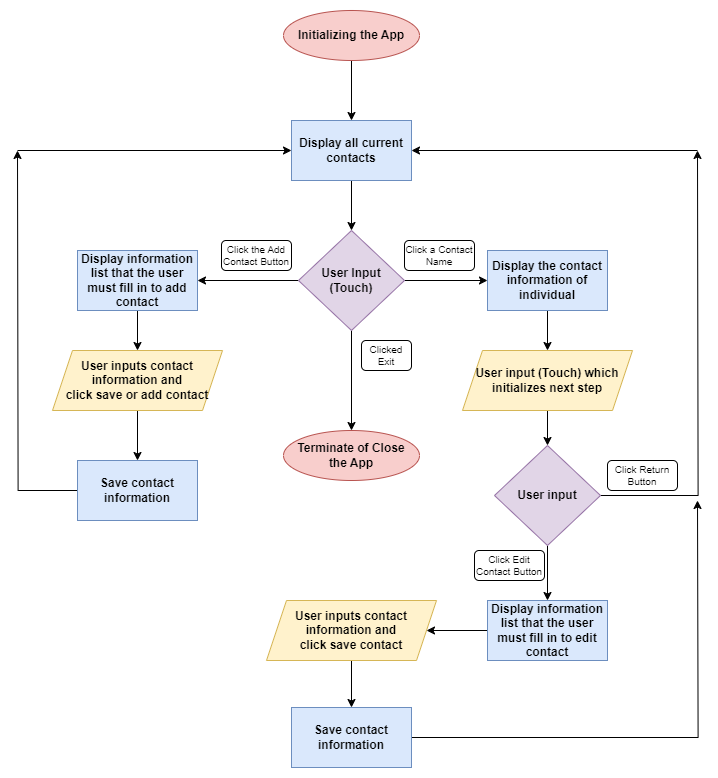 Initializing the App
Display all current
contacts
Click the Add
Contact Button
User Input
(Touch)
Click a Contact
Name
Display information
list that the user
must fill in to add
contact
Display the contact
information of
individual
Clicked
Exit
User inputs contact
information and
click save or add contact
User input (Touch) which
initializes next step
Terminate of Close
the App
Save contact
information
User input
Click Return
Button
Click Edit
Contact Button
User inputs contact
information and
click save contact
Display information
list that the user
must fill in to edit
contact
Save contact
information